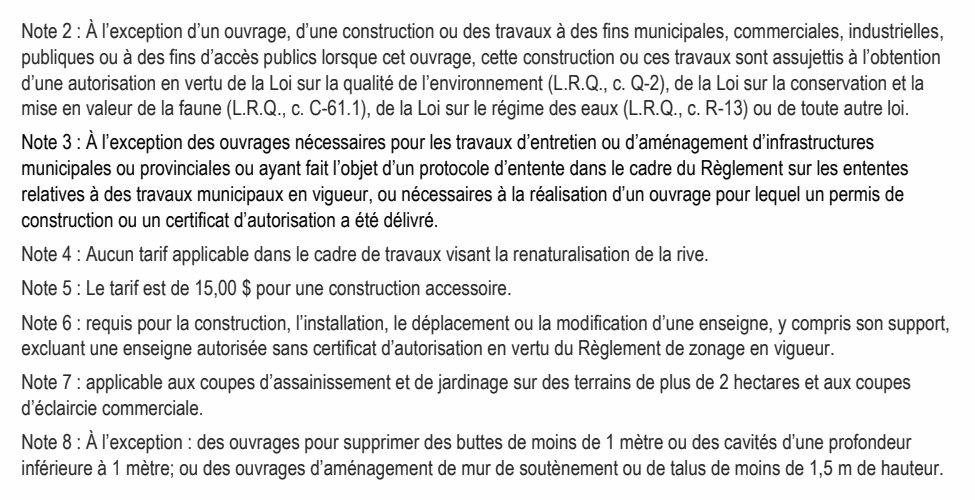 Note 2 : À l’exception d’un ouvrage, d’une construction ou des travaux à des fins municipales, commerciales, industrielles,
publiques ou à des fins d’accès publics lorsque cet ouvrage, cette construction ou ces travaux sont assujettis à l’obtention
d’une autorisation en vertu de la Loi sur la qualité de l’environnement (L.R.Q., c. Q-2), de la Loi sur la conservation et la
mise en valeur de la faune (L.R.Q., c. C-61.1), de la Loi sur le régime des eaux (L.R.Q., c. R-13) ou de toute autre loi.
Note 3 : À l’exception des ouvrages nécessaires pour les travaux d’entretien ou d’aménagement d’infrastructures
municipales ou provinciales ou ayant fait l’objet d’un protocole d’entente dans le cadre du Règlement sur les ententes
relatives à des travaux municipaux en vigueur, ou nécessaires à la réalisation d’un ouvrage pour lequel un permis de
construction ou un certificat d’autorisation a été délivré.
Note 4 : Aucun tarif applicable dans le cadre de travaux visant la renaturalisation de la rive.
Note 5 : Le tarif est de 15,00 $ pour une construction accessoire.
Note 6 : requis pour la construction, l’installation, le déplacement ou la modification d’une enseigne, y compris son support,
excluant une enseigne autorisée sans certificat d’autorisation en vertu du Règlement de zonage en vigueur.
Note 7 : applicable aux coupes d’assainissement et de jardinage sur des terrains de plus de 2 hectares et aux coupes
d’éclaircie commerciale.
Note 8 : À l’exception : des ouvrages pour supprimer des buttes de moins de 1 mètre ou des cavités d’une profondeur
inférieure à 1 mètre; ou des ouvrages d’aménagement de mur de soutènement ou de talus de moins de 1,5 m de hauteur.